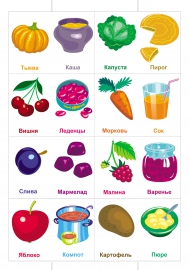 Тыква Каша Капуста Пирог
Вишня Леденцы Морковь Сок
Слива Мармелад Малина Варенье
Яблоко Компот Картофель Пюре